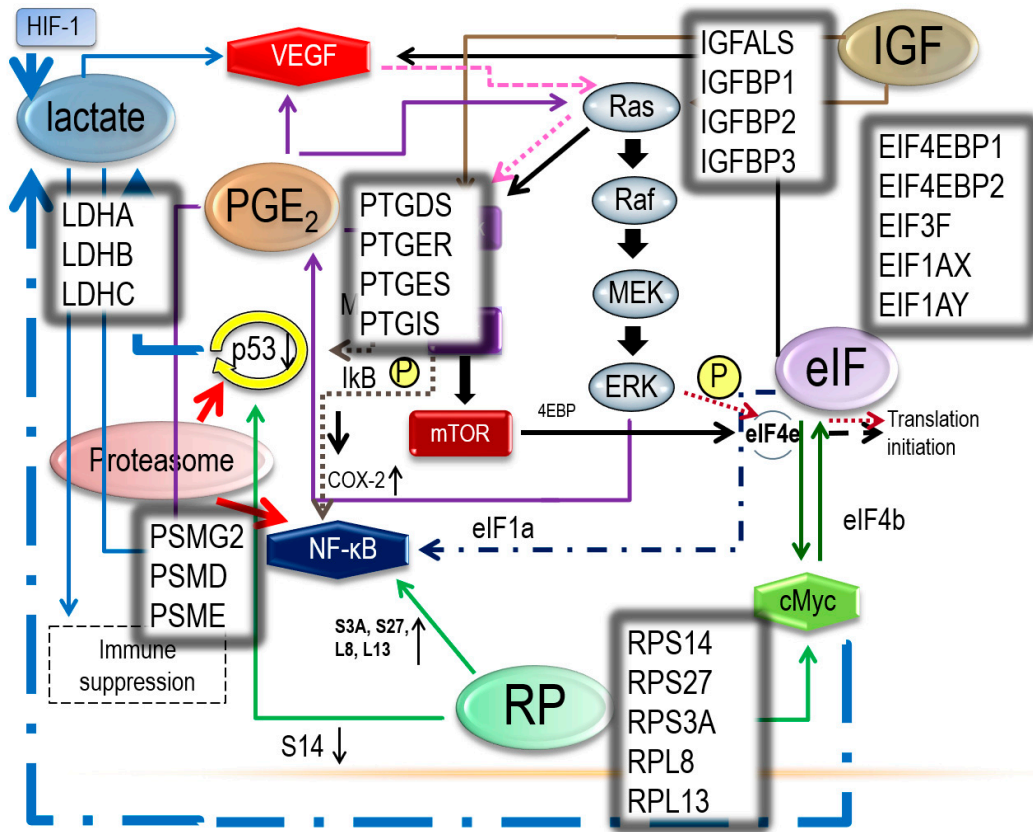 HIF-1
lactate
VEGF
IGFALS
IGFBP1
IGFBP2
IGFBP3
IGF
Ras
EIF4EBP1
EIF4EBP2
EIF3F
EIF1AX
EIF1AY
LDHA
LDHB
LDHC
PGE2
PTGDS
PTGER
PTGES
PTGIS
Raf
MEK
p53
IkB
P
ERK
P
eIF
4EBP
mTOR
eIF4e
Translation
initiation
Proteasome
COX-2
PSMG2
PSMD
PSME
NF-κB
eIF1a
eIF4b
cMyc
Immune
suppression
S3A, S27,
L8, L13
RP
RPS14
RPS27
RPS3A
RPL8
RPL13
S14